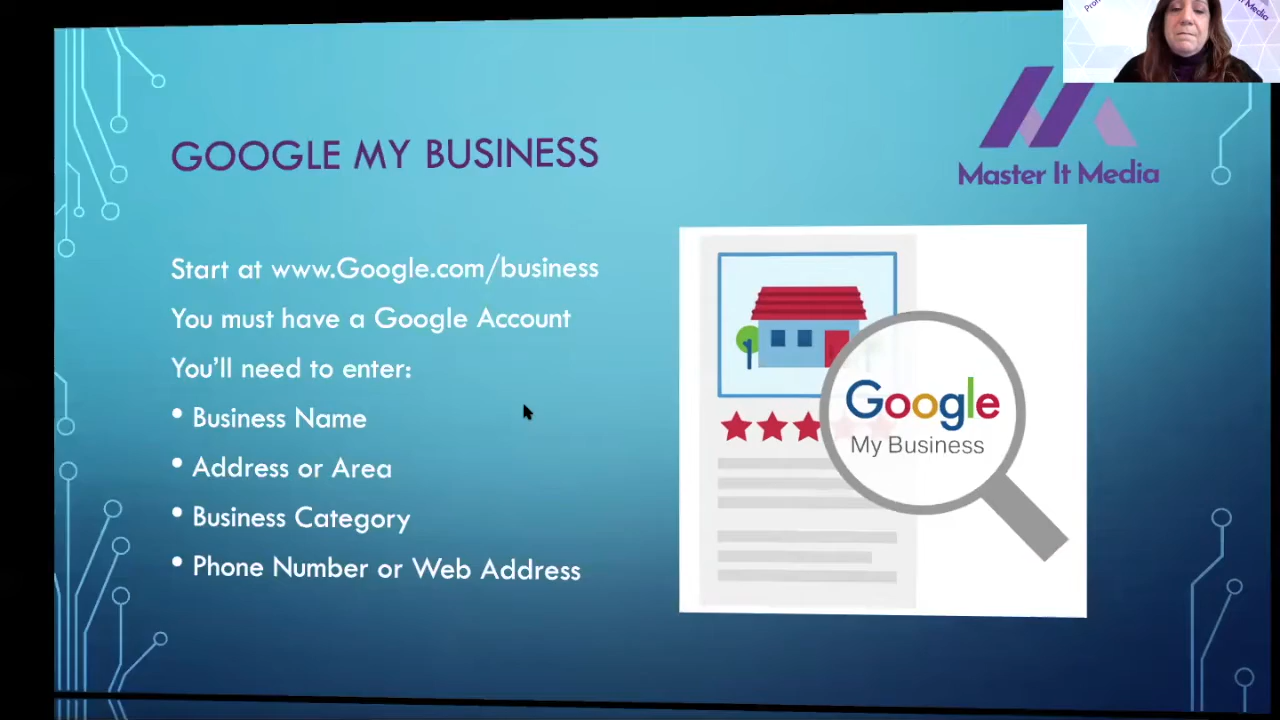 GOOGLE MY BUSINESS
Master It Media
Start at www.Google.com/business
You must have a Google Account
You'll need to enter:
• Business Name
• Address or Area
• Business Category
• Phone Number or Web Address
Google
My Business